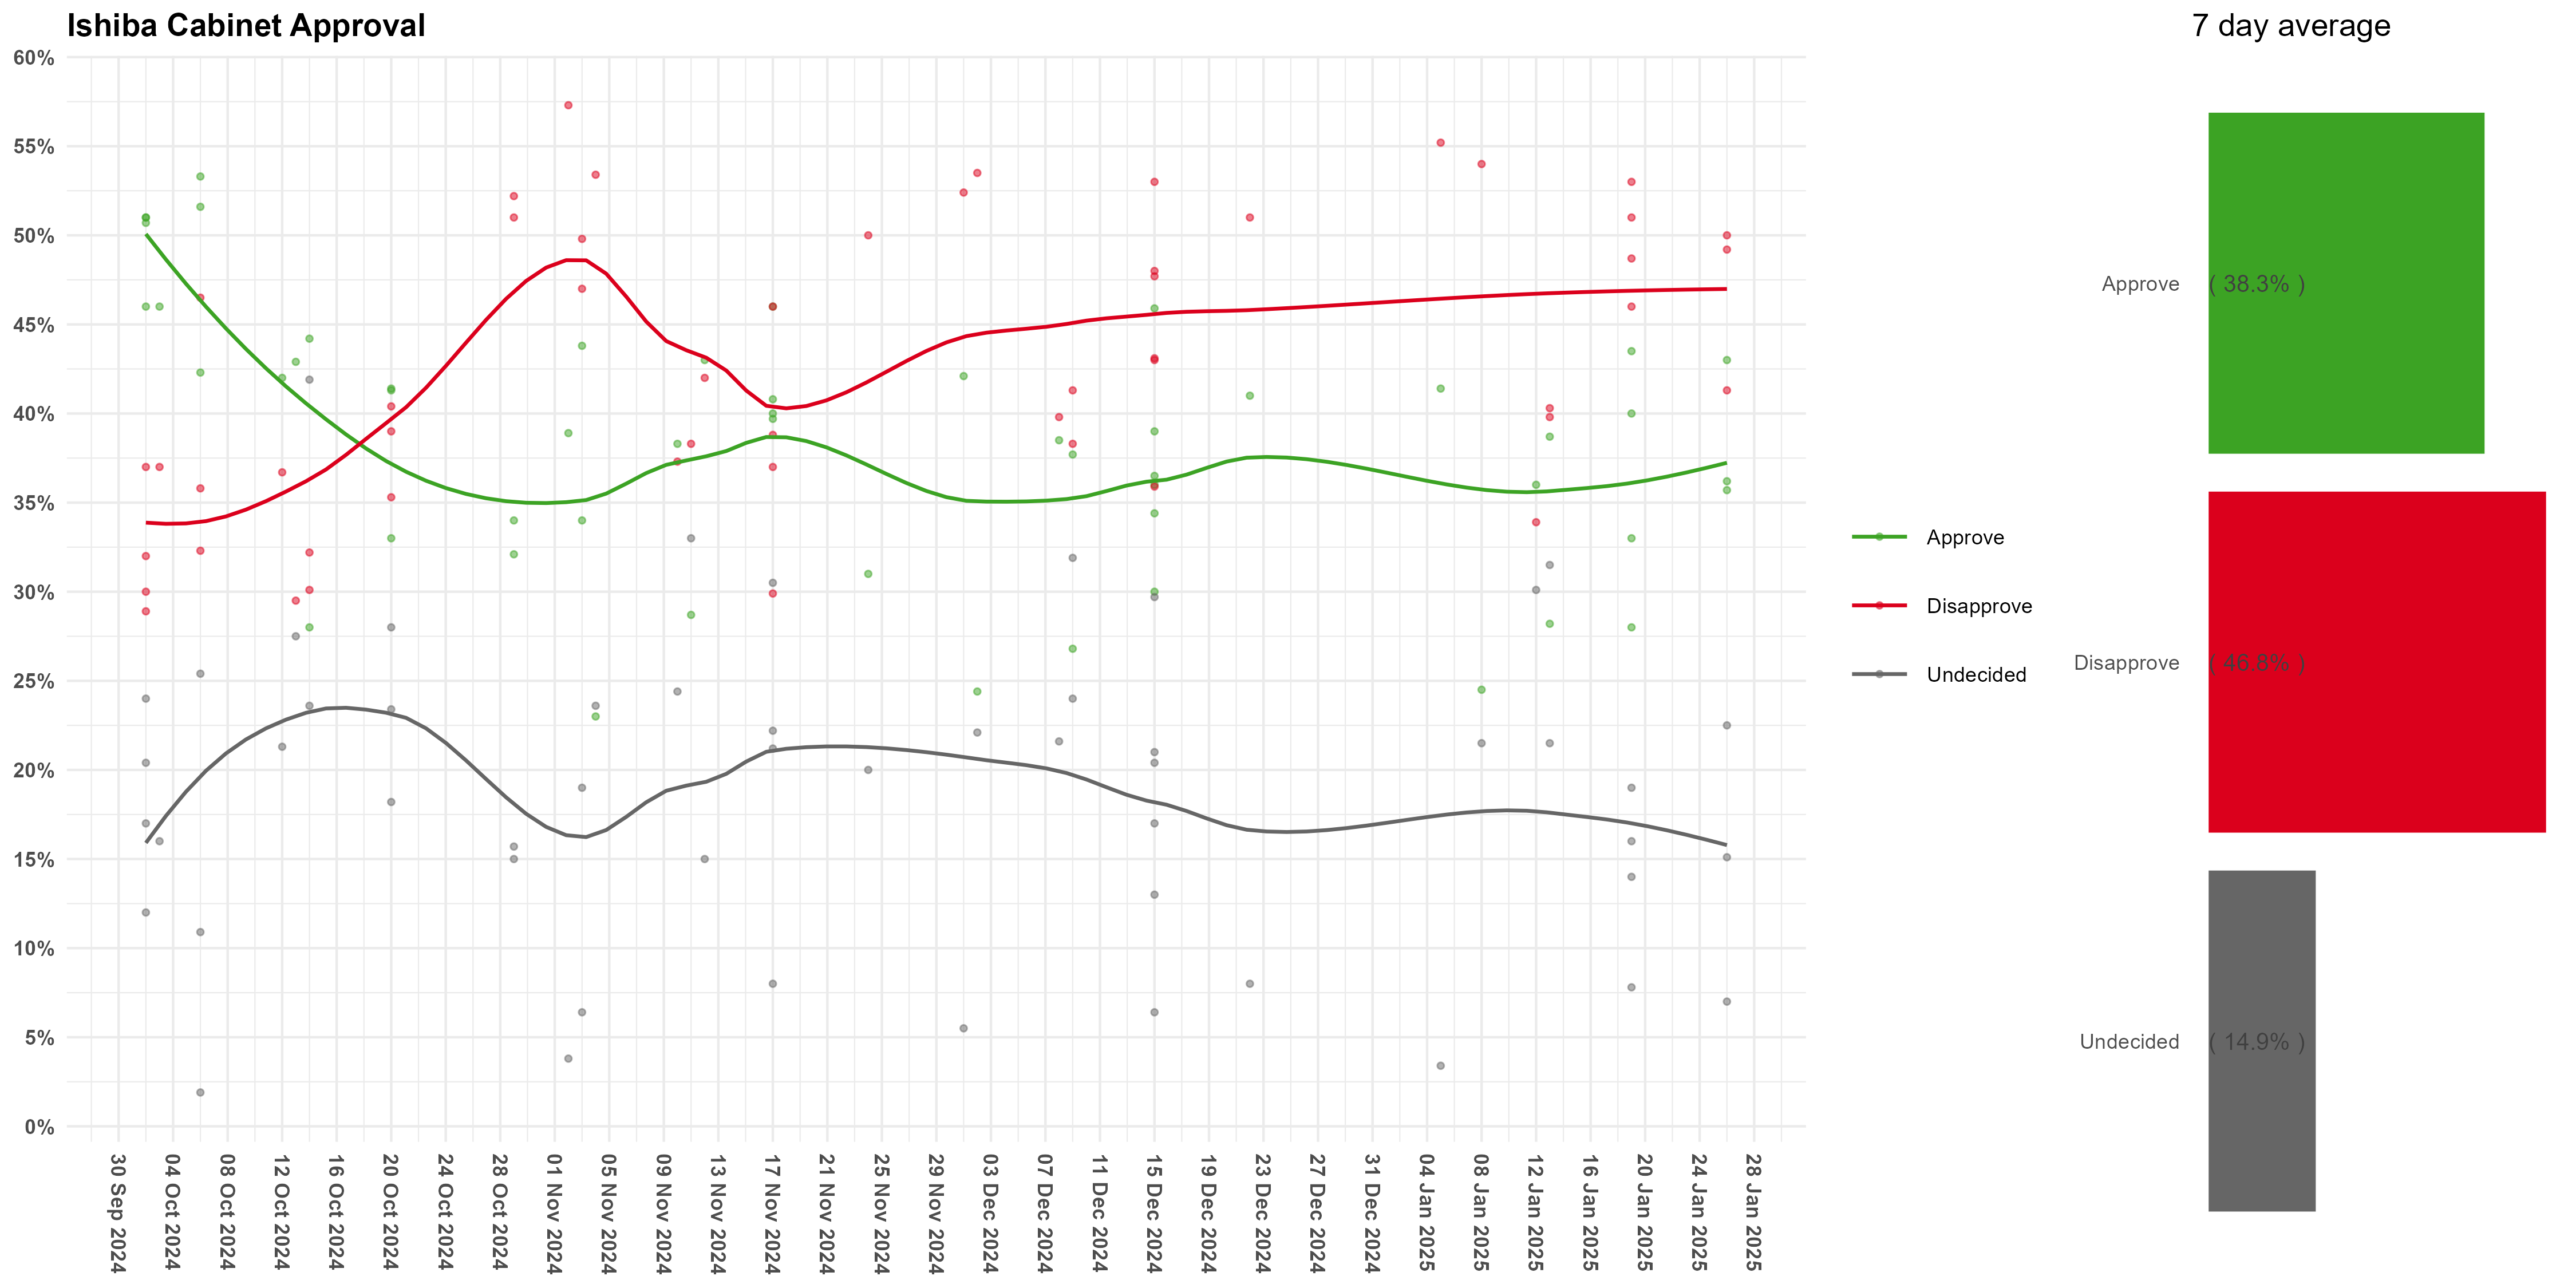 Ishiba Cabinet Approval
60%
55%
50%
45%
40%
35%
30%
25%
20%
15%
10%
5%
0%
30 Sep 2024
04 Oct 2024
08 Oct 2024
12 Oct 2024
16 Oct 2024
20 Oct 2024
24 Oct 2024
28 Oct 2024
01 Nov 2024
05 Nov 2024
09 Nov 2024
13 Nov 2024
17 Nov 2024
21 Nov 2024
25 Nov 2024
29 Nov 2024
03 Dec 2024
07 Dec 2024
11 Dec 2024
15 Dec 2024
19 Dec 2024
23 Dec 2024
27 Dec 2024
31 Dec 2024
04 Jan 2025
08 Jan 2025
12 Jan 2025
16 Jan 2025
20 Jan 2025
24 Jan 2025
28 Jan 2025
Approve
Disapprove
Undecided
7 day average
Approve ( 38.3% )
Disapprove ( 46.8% )
Undecided ( 14.9% )